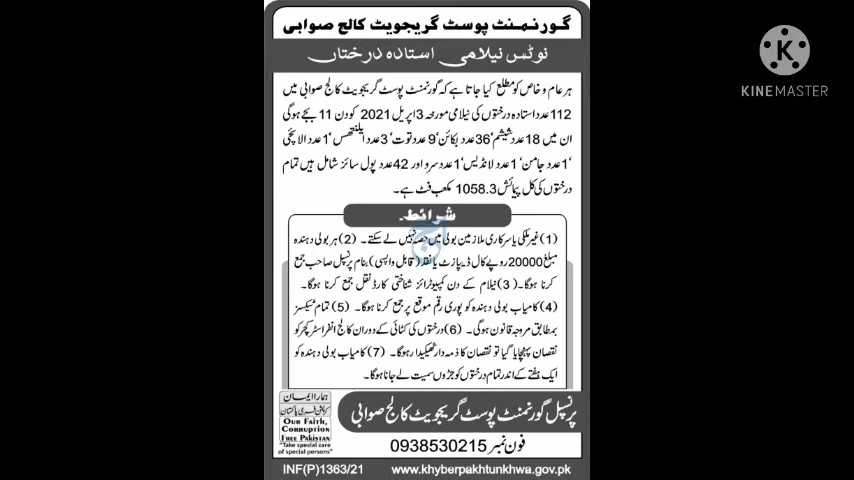 گورنمنٹ پوسٹ گریجویٹ کالج صوابی
نوٹس نیلامی استادہ درختاں
ہر عام و خاص کو مطلع کیا جاتا ہے کہ گورنمنٹ پوسٹ گریجویٹ کالج صوابی میں
112 عدد استادہ درختوں کی نیلامی مورخہ 3 اپریل 2021 کو دن 11 بجے ہوگی
ان میں 18 عدد شیشم‘ 36 عدد بکائن‘ 9 عدد توت‘ 3 عدد ایلنتھس‘ 1 عدد الائچی
‘ 1 عدد جامن‘ 1 عدد لانڈیس‘ 1 عدد سرو اور 42 عدد پول سائز شامل ہیں تمام
درختوں کی کل پیمائش 1058.3 مکعب فٹ ہے۔
شرائط۔
(1) غیر ملکی یا سرکاری ملازمین بولی میں حصہ نہیں لے سکتے۔ (2) ہر بولی دہندہ
مبلغ 20000 روپے کال ڈیپازٹ یا نقد (قابل واپسی) بنام پرنسپل صاحب جمع
کرنا ہوگا۔ (3) نیلام کے دن کمپیوٹرائز شناختی کارڈ نقل جمع کرنا ہوگا۔
(4) کامیاب بولی دہندہ کو پوری رقم موقع پر جمع کرنا ہوگا۔ (5) تمام ٹیکسز
بمطابق مروجہ قانون ہوگی۔ (6) درختوں کی کٹائی کے دوران کالج انفراسٹرکچر کو
نقصان پہنچایا گیا تو نقصان کا ذمہ دار ٹھیکیدار ہوگا۔ (7) کامیاب بولی دہندہ کو
ایک ہفتے کے اندر تمام درختوں کو جڑوں سمیت لے جانا ہوگا۔
پرنسپل گورنمنٹ پوسٹ گریجویٹ کالج صوابی
فون نمبر 0938530215
ہمارا ایمان
کرپشن فری پاکستان
OUR FAITH,
CORRUPTION
FREE PAKISTAN
"Take special care
of special persons"
INF(P)1363/21
www.khyberpakhtunkhwa.gov.pk
KINEMASTER